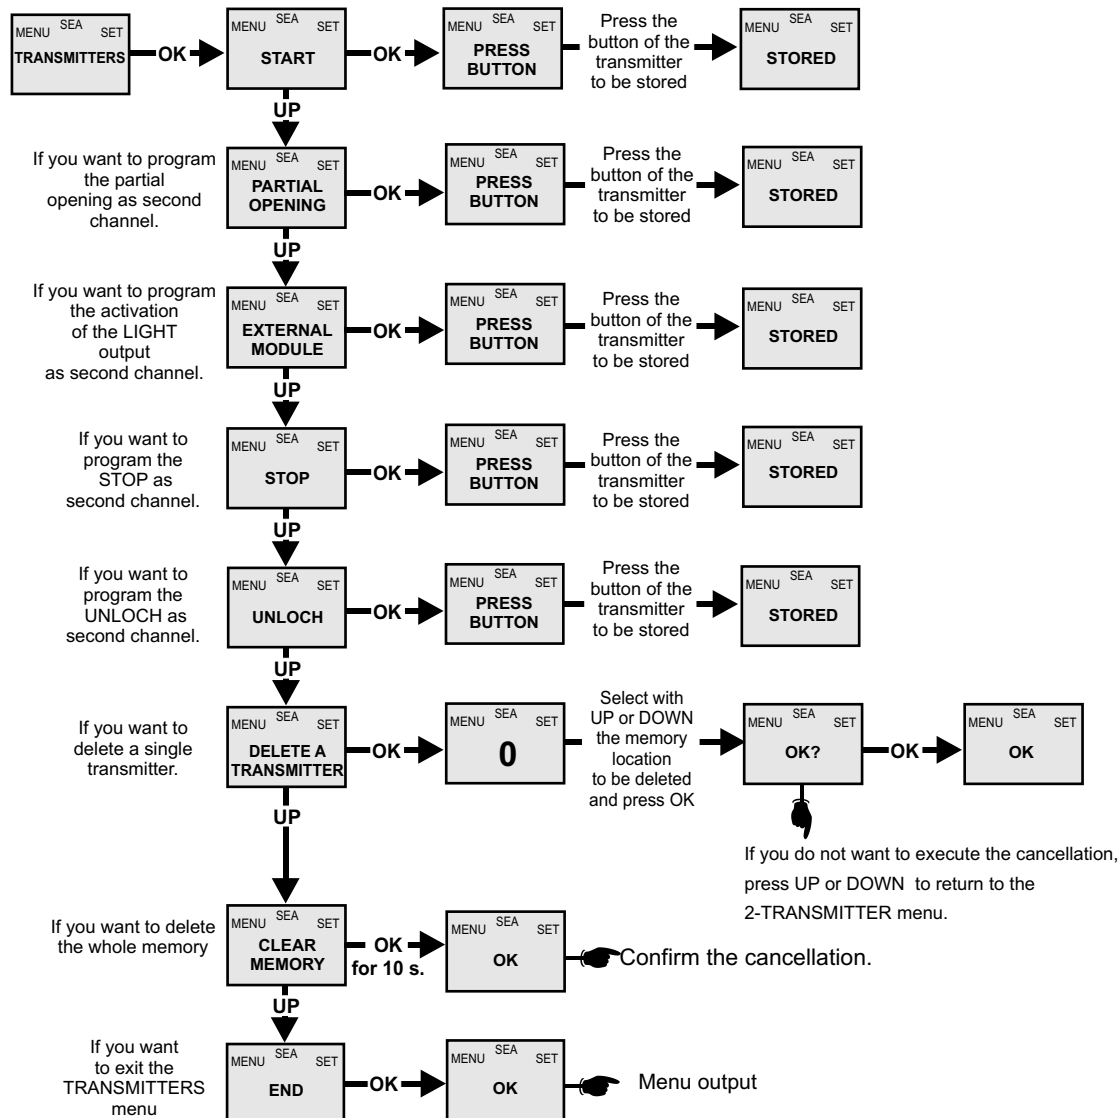 MENU SEA SET
TRANSMITTERS
OK
MENU SEA SET
START
OK
MENU SEA SET
PRESS
BUTTON
Press the
button of the
transmitter
to be stored
MENU SEA SET
STORED
UP
If you want to program
the partial
opening as second
channel.
MENU SEA SET
PARTIAL
OPENING
OK
MENU SEA SET
PRESS
BUTTON
Press the
button of the
transmitter
to be stored
MENU SEA SET
STORED
UP
If you want to program
the activation
of the LIGHT
output
as second channel.
MENU SEA SET
EXTERNAL
MODULE
OK
MENU SEA SET
PRESS
BUTTON
Press the
button of the
transmitter
to be stored
MENU SEA SET
STORED
UP
If you want to
program the
STOP as
second channel.
MENU SEA SET
STOP
OK
MENU SEA SET
PRESS
BUTTON
Press the
button of the
transmitter
to be stored
MENU SEA SET
STORED
UP
If you want to
program the
UNLOCH as
second channel.
MENU SEA SET
UNLOCH
OK
MENU SEA SET
PRESS
BUTTON
Press the
button of the
transmitter
to be stored
MENU SEA SET
STORED
UP
If you want to
delete a single
transmitter.
MENU SEA SET
DELETE A
TRANSMITTER
OK
MENU SEA SET
0
Select with
UP or DOWN
the memory
location
to be deleted
and press OK
MENU SEA SET
OK?
OK
MENU SEA SET
OK
If you do not want to execute the cancellation,
press UP or DOWN to return to the
2-TRANSMITTER menu.
UP
If you want to delete
the whole memory
MENU SEA SET
CLEAR
MEMORY
OK
for 10 s.
MENU SEA SET
OK
Confirm the cancellation.
UP
If you want
to exit the
TRANSMITTERS
menu
MENU SEA SET
END
OK
MENU SEA SET
OK
Menu output